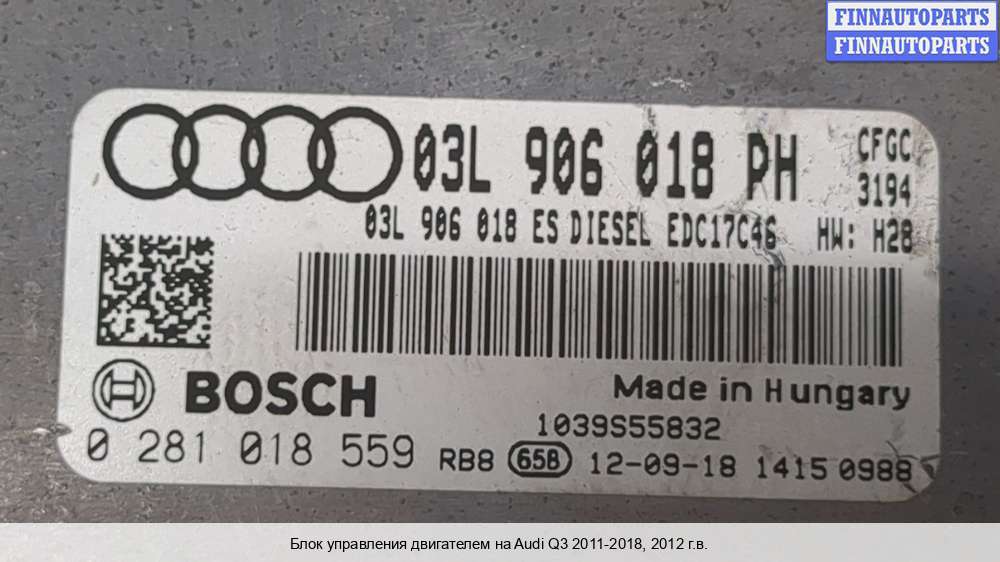 FINNAUTOPARTS
FINNAUTOPARTS
03L 906 018 PH
CFGC
3194
03L 906 018 ES DIESEL EDC17C46 HW: H28
BOSCH
Made in Hungary
1039S55832
0 281 018 559 RB8 658 12-09-18 1415 0988
Блок управления двигателем на Audi Q3 2011-2018, 2012 г.в.